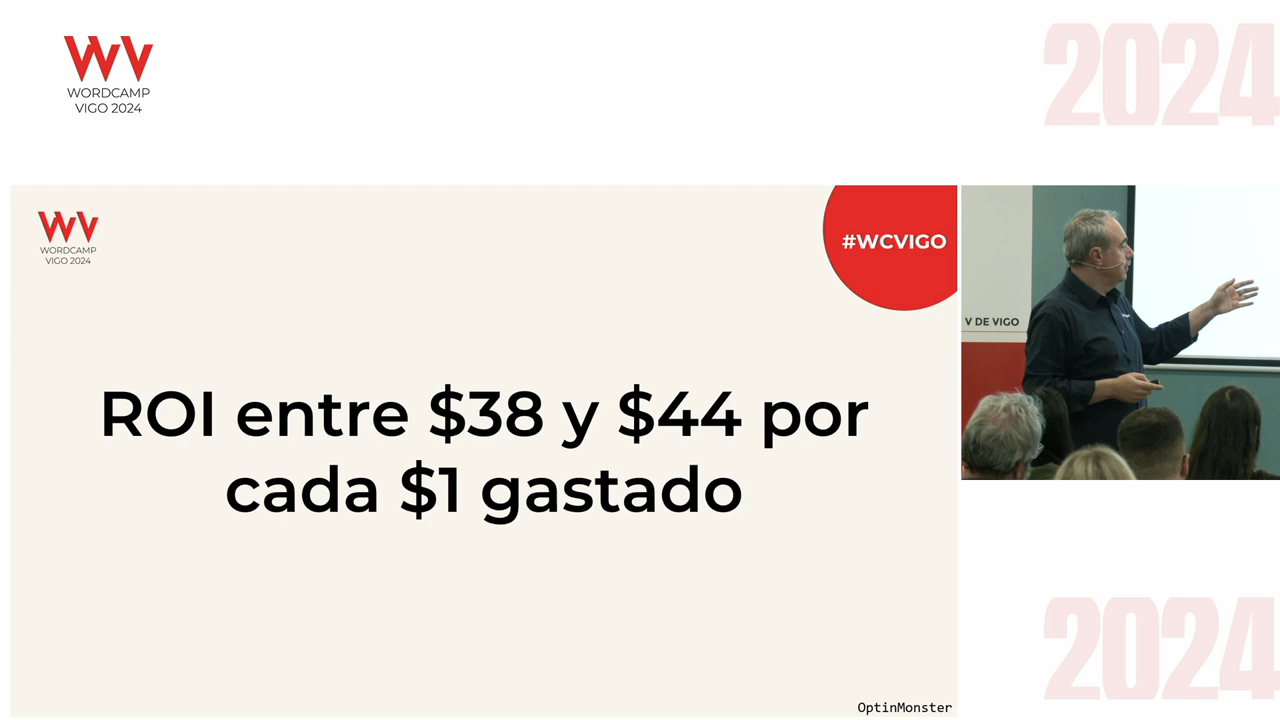 WORDCAMP
VIGO 2024
2024
WORDCAMP
VIGO 2024
#WCVIGO
ROI entre $38 y $44 por
cada $1 gastado
V DE VIGO
2024
OptinMonster